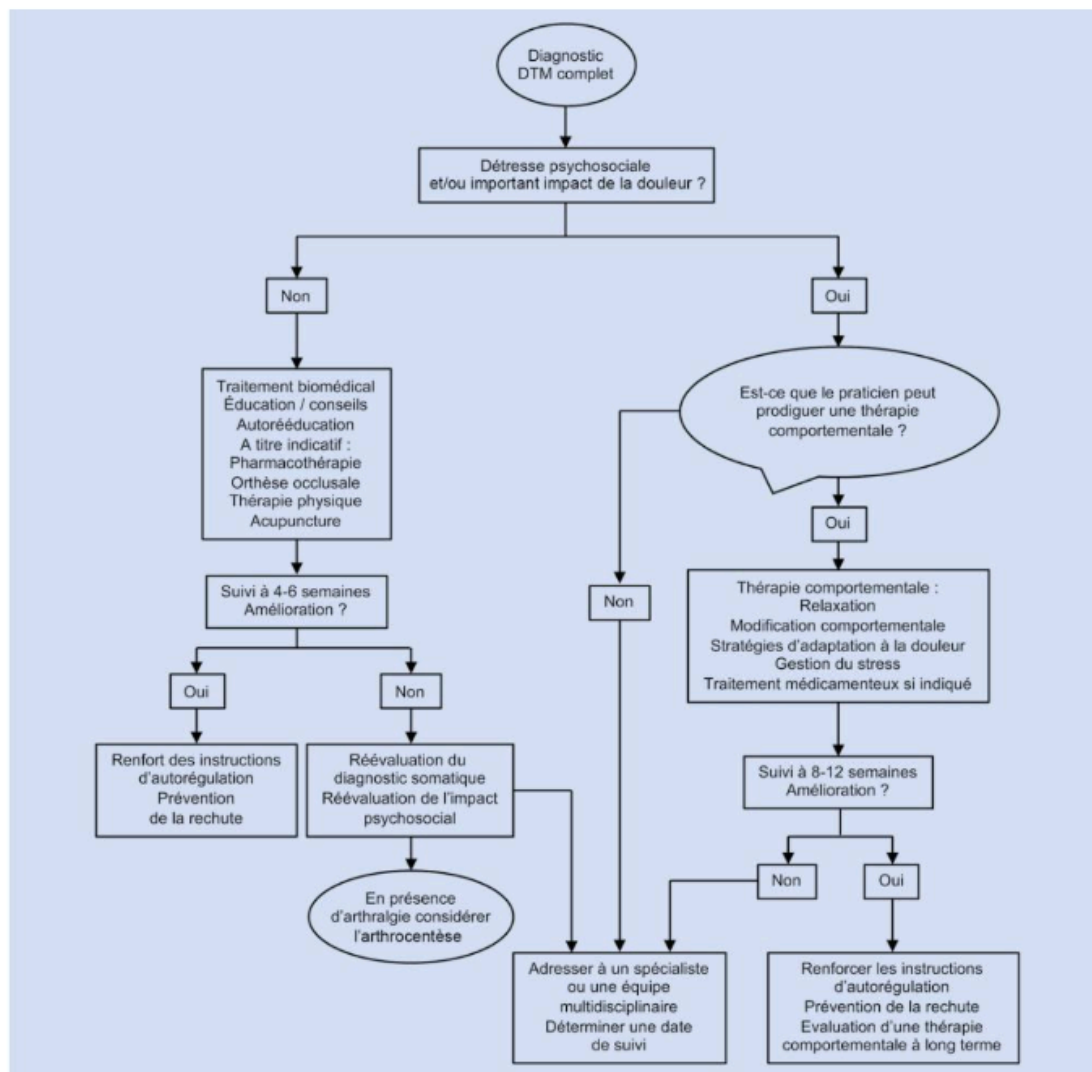 Diagnostic
DTM complet
Détresse psychosociale
et/ou important impact de la douleur ?
Non
Oui
Traitement biomédical
Éducation / conseils
Autorééducation
A titre indicatif :
Pharmacothérapie
Orthèse occlusale
Thérapie physique
Acupuncture
Est-ce que le praticien peut
prodiguer une thérapie
comportementale ?
Oui
Non
Suivi à 4-6 semaines
Amélioration ?
Thérapie comportementale :
Relaxation
Modification comportementale
Stratégies d'adaptation à la douleur
Gestion du stress
Traitement médicamenteux si indiqué
Oui
Non
Renfort des instructions
d'autorégulation
Prévention
de la rechute
Réévaluation du
diagnostic somatique
Réévaluation de l'impact
psychosocial
Suivi à 8-12 semaines
Amélioration ?
Non
Oui
En présence
d'arthralgie considérer
l'arthrocentèse
Adresser à un spécialiste
ou une équipe
multidisciplinaire
Déterminer une date
de suivi
Renforcer les instructions
d'autorégulation
Prévention de la rechute
Evaluation d'une thérapie
comportementale à long terme